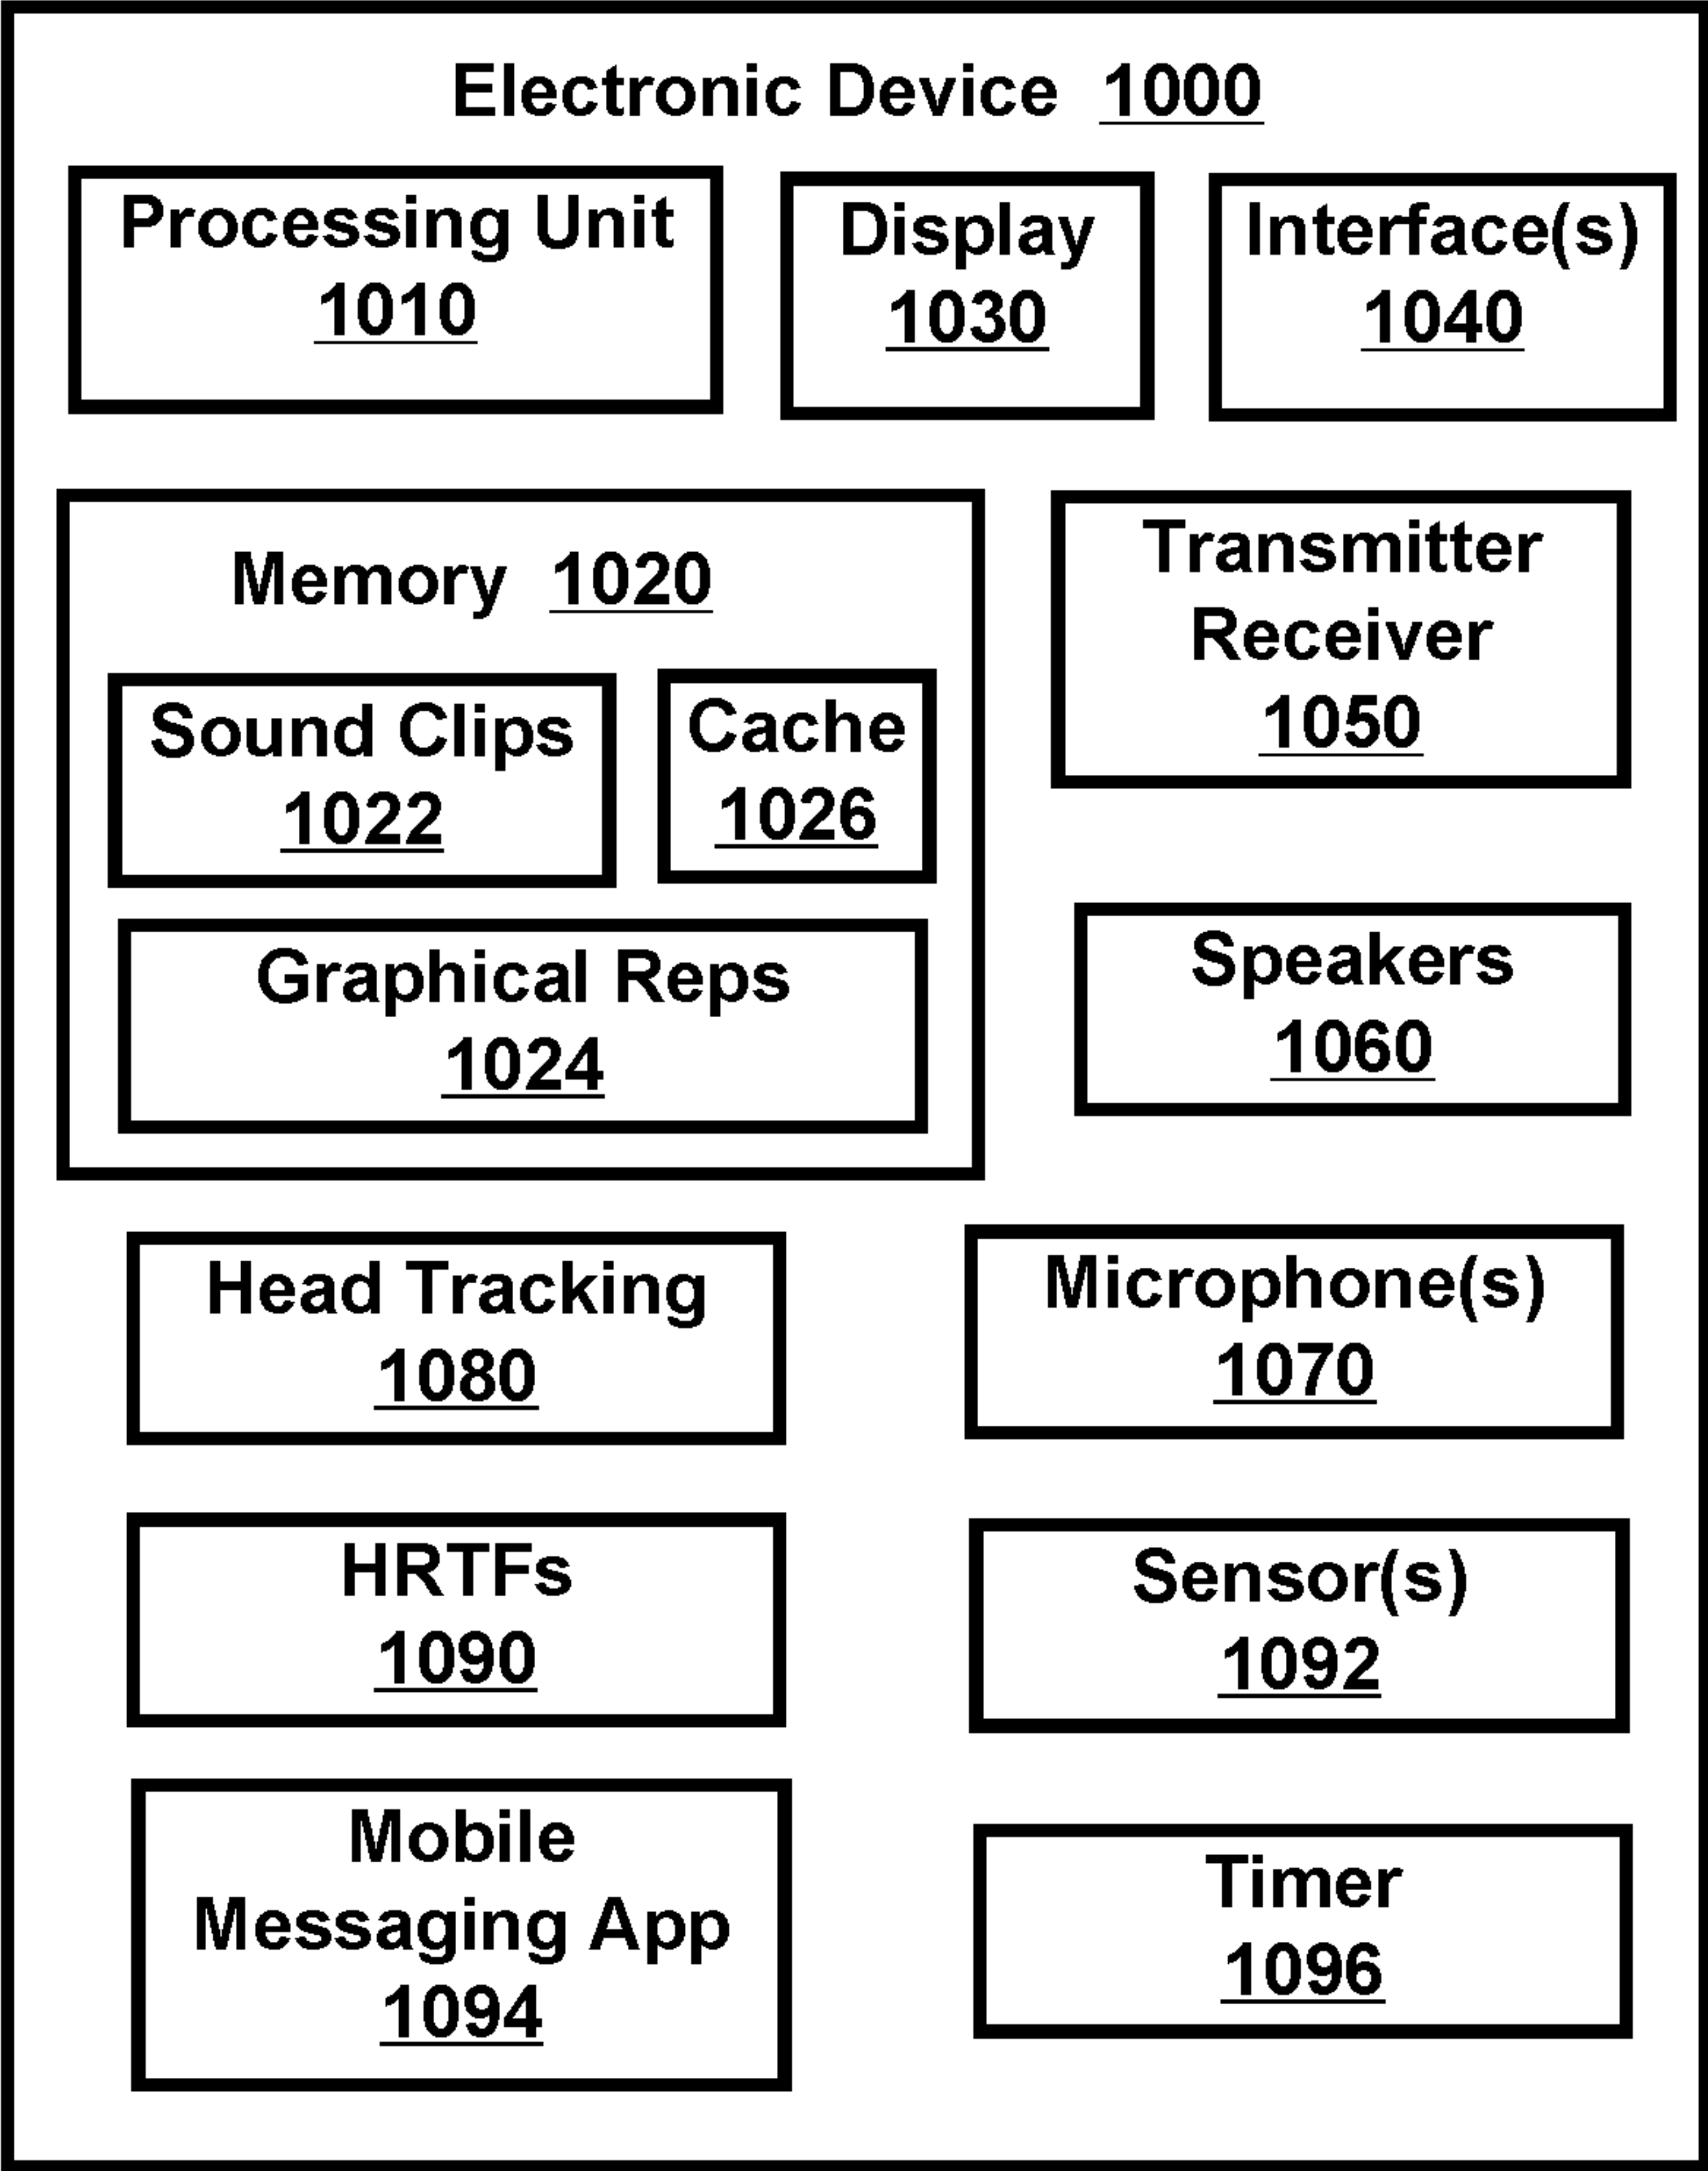 Electronic Device 1000
Processing Unit
1010
Display
1030
Interface(s)
1040
Memory 1020
Sound Clips
1022
Cache
1026
Graphical Reps
1024
Transmitter
Receiver
1050
Speakers
1060
Head Tracking
1080
Microphone(s)
1070
HRTFs
1090
Sensor(s)
1092
Mobile
Messaging App
1094
Timer
1096